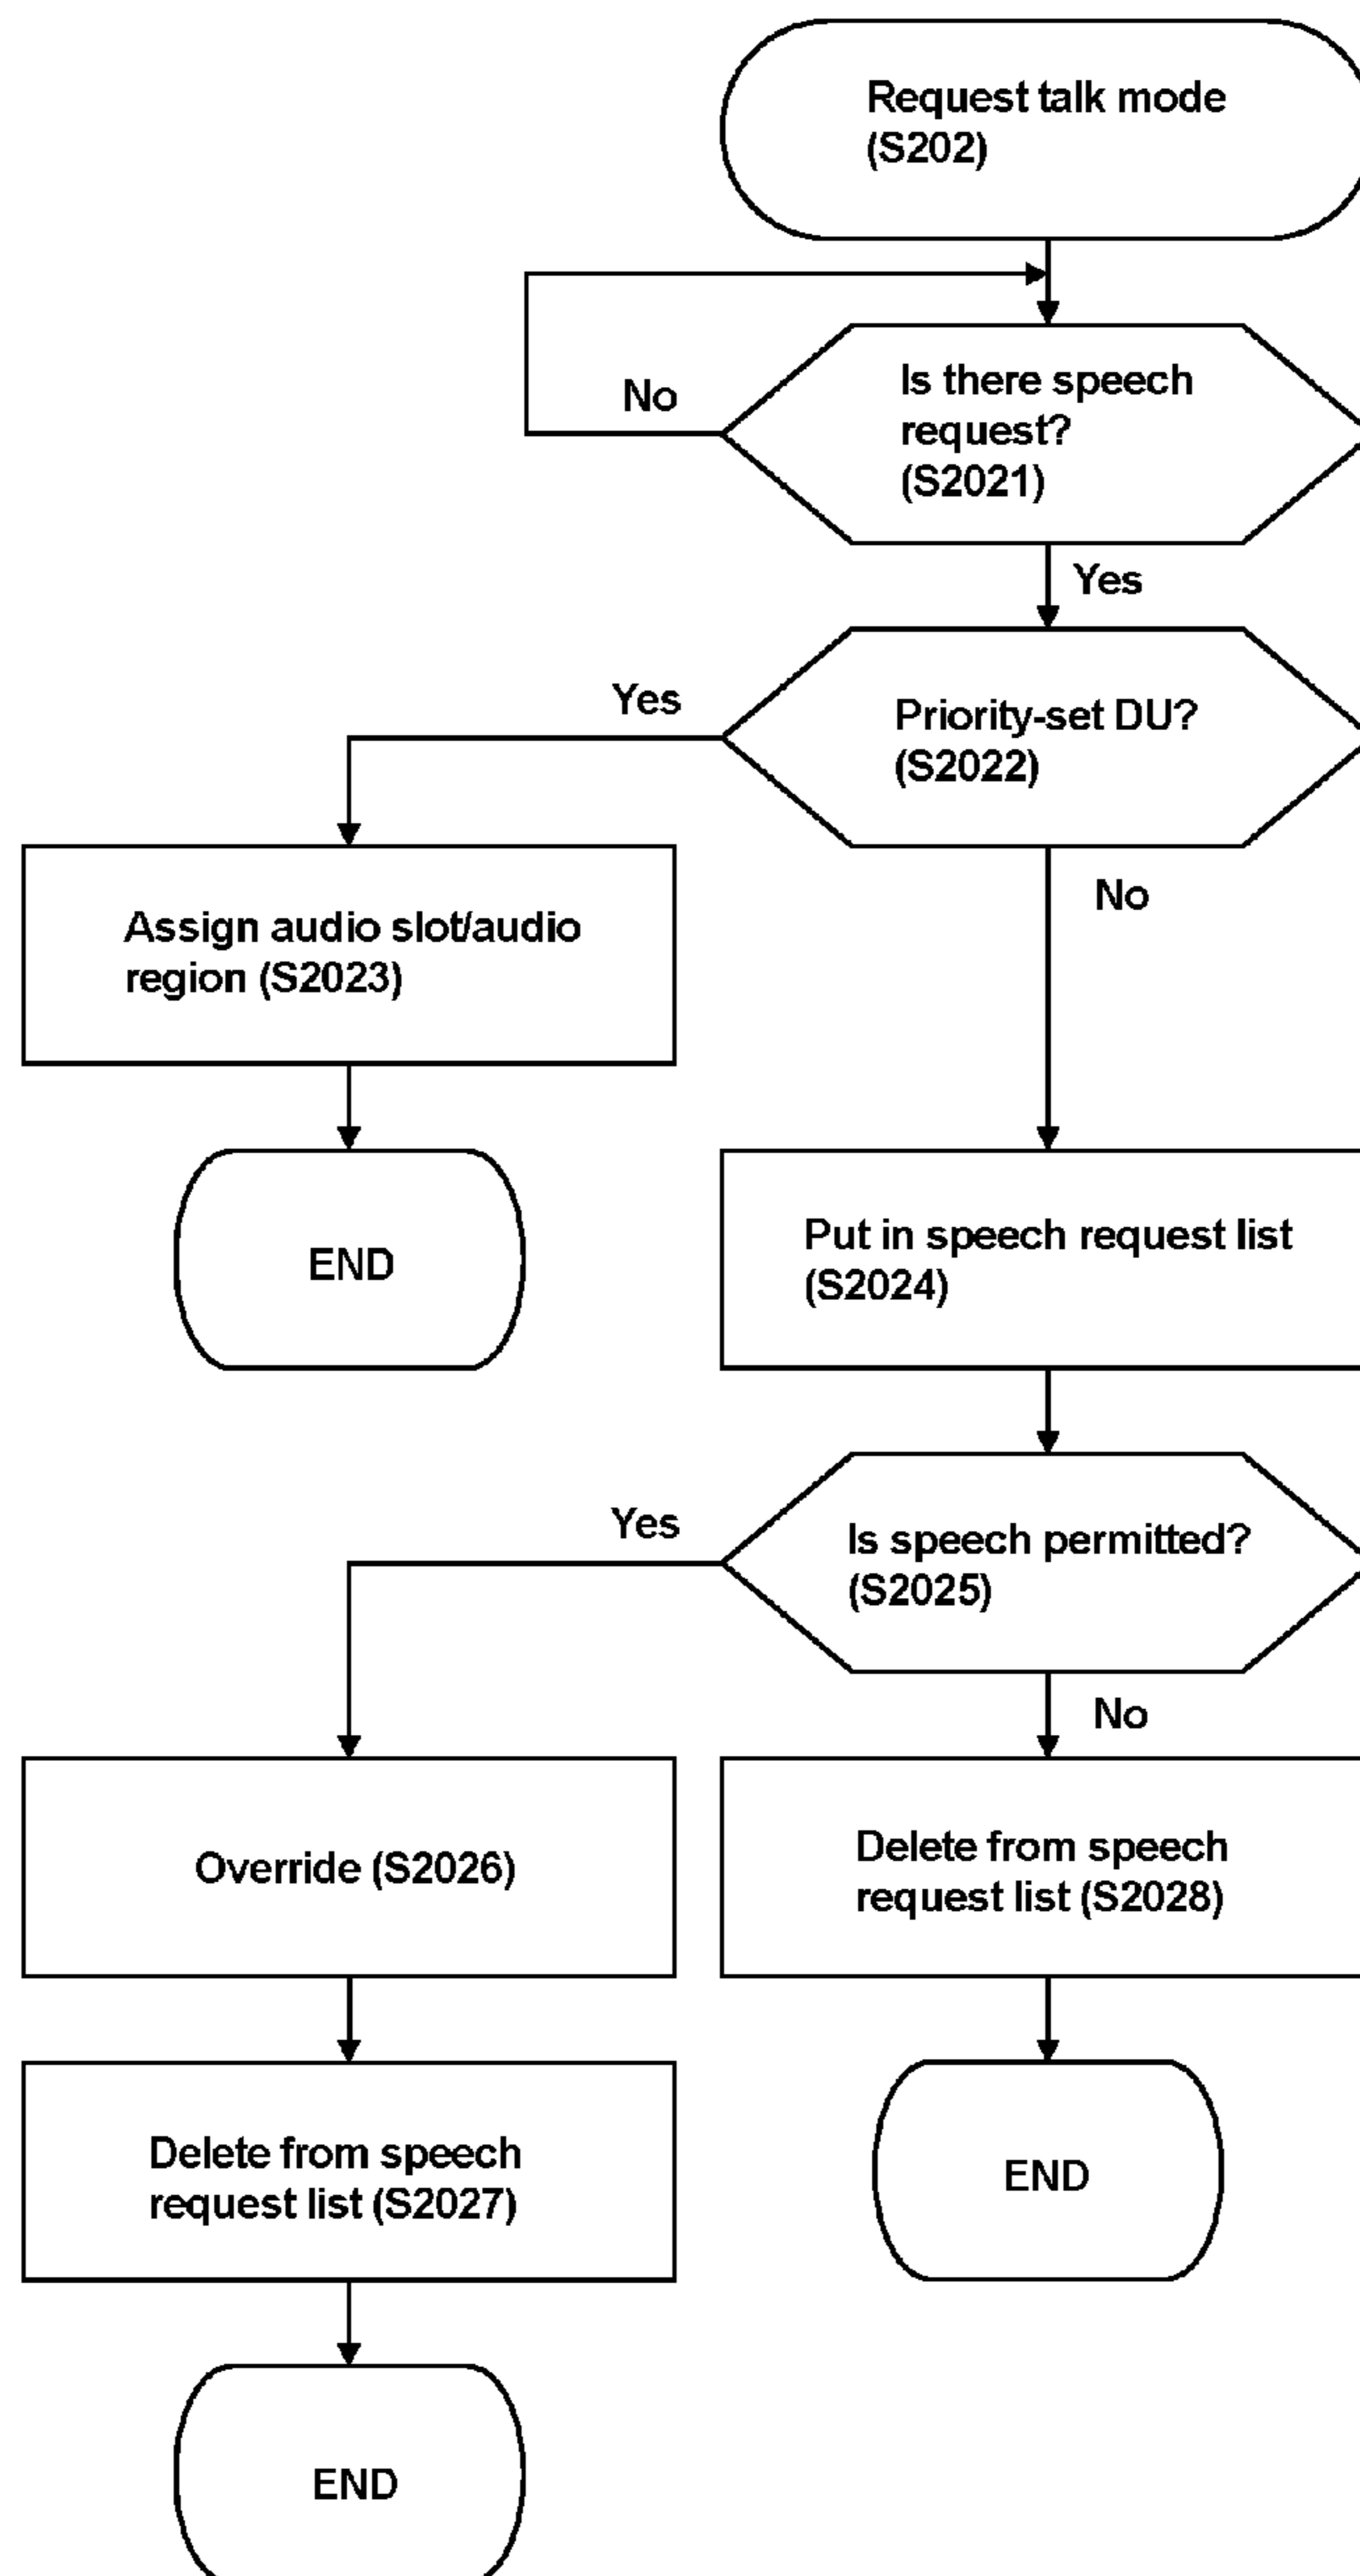 Request talk mode
(S202)
No
Is there speech
request?
(S2021)
Yes
Yes
Priority-set DU?
(S2022)
No
Assign audio slot/audio
region (S2023)
END
Put in speech request list
(S2024)
Yes
Is speech permitted?
(S2025)
No
Override (S2026)
Delete from speech
request list (S2028)
Delete from speech
request list (S2027)
END
END